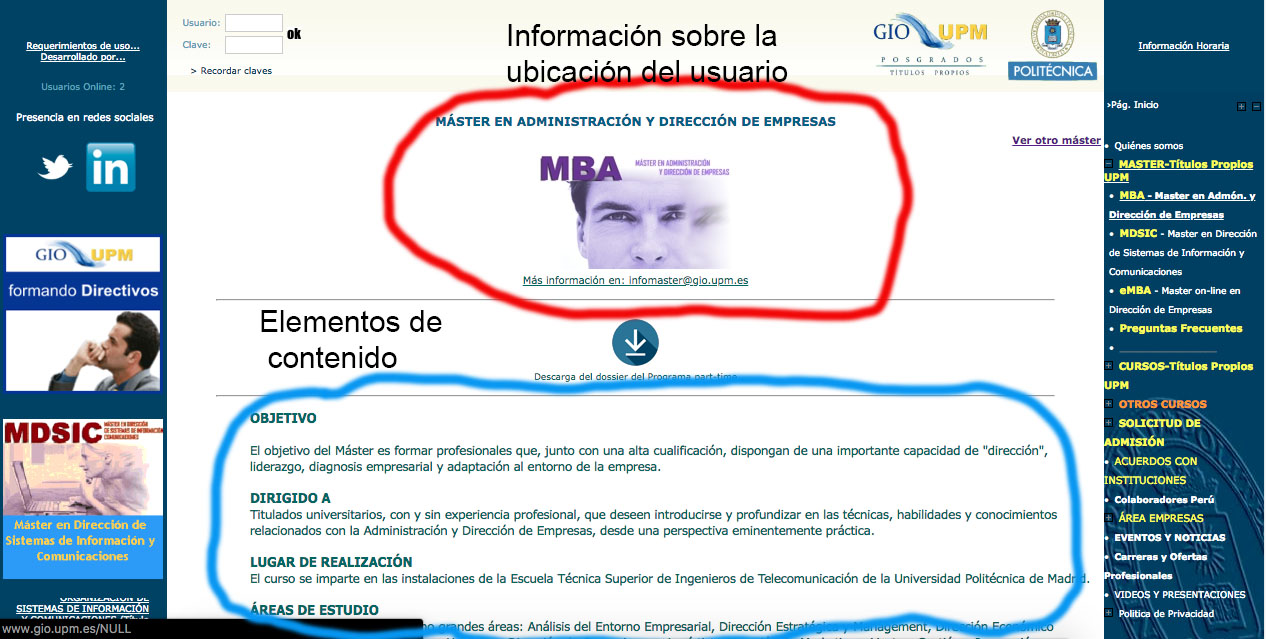 Requerimientos de uso...
Desarrollado por...
Usuarios Online: 2
Presencia en redes sociales
in
GIO UPM
formando Directivos
MDSIC MÁSTER EN DIRECCIÓN
DE SISTEMAS DE INFORMACIÓN
COMUNICACIONES
Máster en Dirección de
Sistemas de Información y
Comunicaciones
ORGANIZACIÓN DE
SISTEMAS DE INFORMACIÓN
www.gio.upm.es/NULL
Usuario:
Clave:
ok
> Recordar claves
Información sobre la
ubicación del usuario
GIO UPM
POSGRADOS
TÍTULOS PROPIOS
POLITÉCNICA
MÁSTER EN ADMINISTRACIÓN Y DIRECCIÓN DE EMPRESAS
Ver otro máster
MBA MÁSTER EN ADMINISTRACIÓN
Y DIRECCIÓN DE EMPRESAS
Más información en: infomaster@gio.upm.es
Elementos de
contenido
Descarga del dossier del Programa part-time
OBJETIVO
El objetivo del Máster es formar profesionales que, junto con una alta cualificación, dispongan de una importante capacidad de "dirección",
liderazgo, diagnosis empresarial y adaptación al entorno de la empresa.
DIRIGIDO A
Titulados universitarios, con y sin experiencia profesional, que deseen introducirse y profundizar en las técnicas, habilidades y conocimientos
relacionados con la Administración y Dirección de Empresas, desde una perspectiva eminentemente práctica.
LUGAR DE REALIZACIÓN
El curso se imparte en las instalaciones de la Escuela Técnica Superior de Ingenieros de Telecomunicación de la Universidad Politécnica de Madrid.
ÁREAS DE ESTUDIO
grandes áreas: Análisis del Entorno Empresarial, Dirección Estratégica y Management, Dirección Económico
Información Horaria
>Pág. Inicio
• Quiénes somos
MASTER-Títulos Propios
UPM
• MBA - Master en Admón. y
Dirección de Empresas
• MDSIC - Master en Dirección
de Sistemas de Información y
Comunicaciones
• eMBA - Master on-line en
Dirección de Empresas
• Preguntas Frecuentes
• ___________________
CURSOS-Títulos Propios
UPM
OTROS CURSOS
SOLICITUD DE
ADMISIÓN
• ACUERDOS CON
INSTITUCIONES
• Colaboradores Perú
ÁREA EMPRESAS
• EVENTOS Y NOTICIAS
• Carreras y Ofertas
Profesionales
• VIDEOS Y PRESENTACIONES
Política de Privacidad